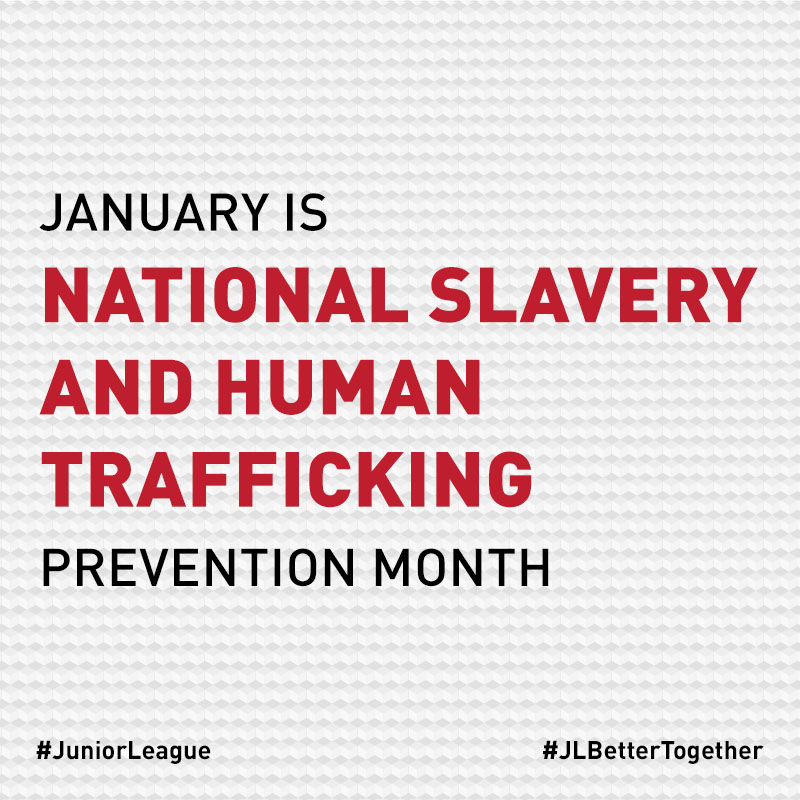 JANUARY IS
NATIONAL SLAVERY
AND HUMAN
TRAFFICKING
PREVENTION MONTH
#JuniorLeague
#JLBetterTogether